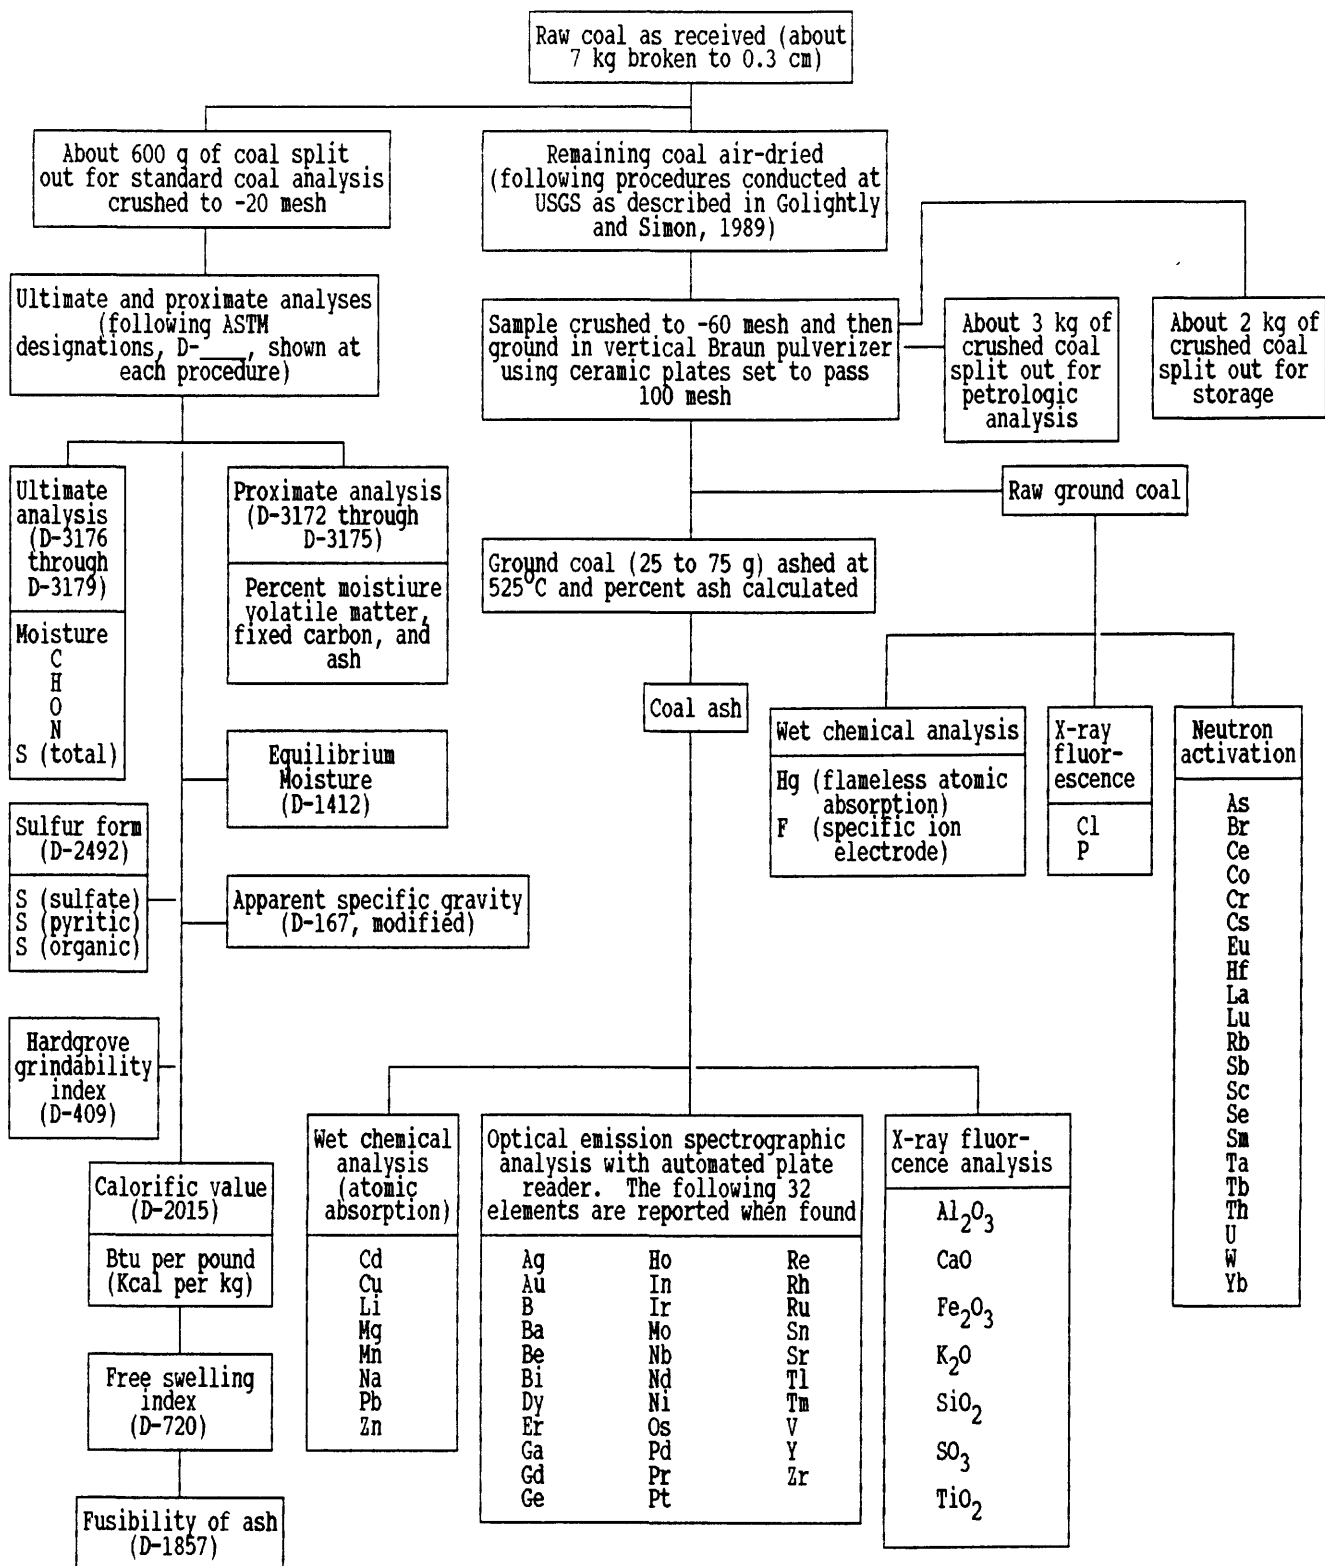 Raw coal as received (about
7 kg broken to 0.3 cm)
About 600 g of coal split
out for standard coal analysis
crushed to -20 mesh
Remaining coal air-dried
(following procedures conducted at
USGS as described in Golightly
and Simon, 1989)
Ultimate and proximate analyses
(following ASTM
designations, D-___, shown at
each procedure)
Sample crushed to -60 mesh and then
ground in vertical Braun pulverizer
using ceramic plates set to pass
100 mesh
About 3 kg of
crushed coal
split out for
petrologic
analysis
About 2 kg of
crushed coal
split out for
storage
Ultimate
analysis
(D-3176
through
D-3179)
Moisture
C
H
O
N
S (total)
Proximate analysis
(D-3172 through
D-3175)
Percent moistiure
volatile matter,
fixed carbon, and
ash
Raw ground coal
Ground coal (25 to 75 g) ashed at
525°C and percent ash calculated
Coal ash
Wet chemical analysis
Hg (flameless atomic
absorption)
F (specific ion
electrode)
X-ray
fluor-
escence
Cl
P
Neutron
activation
As
Br
Ce
Co
Cr
Cs
Eu
Hf
La
Lu
Rb
Sb
Sc
Se
Sm
Ta
Tb
Th
U
W
Yb
Equilibrium
Moisture
(D-1412)
Sulfur form
(D-2492)
S (sulfate)
S (pyritic)
S (organic)
Apparent specific gravity
(D-167, modified)
Hardgrove
grindability
index
(D-409)
Calorific value
(D-2015)
Btu per pound
(Kcal per kg)
Free swelling
index
(D-720)
Fusibility of ash
(D-1857)
Wet chemical
analysis
(atomic
absorption)
Cd
Cu
Li
Mg
Mn
Na
Pb
Zn
Optical emission spectrographic
analysis with automated plate
reader. The following 32
elements are reported when found
Ag Ho Re
Au In Rh
B Ir Ru
Ba Mo Sn
Be Nb Sr
Bi Nd Tl
Dy Ni Tm
Er Os V
Ga Pd Y
Gd Pr Zr
Ge Pt
X-ray fluor-
cence analysis
Al₂O₃
CaO
Fe₂O₃
K₂O
SiO₂
SO₃
TiO₂